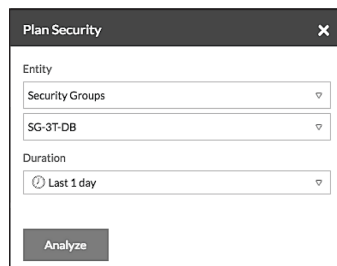 Plan Security
Entity
Security Groups
SG-3T-DB
Duration
Last 1 day
Analyze